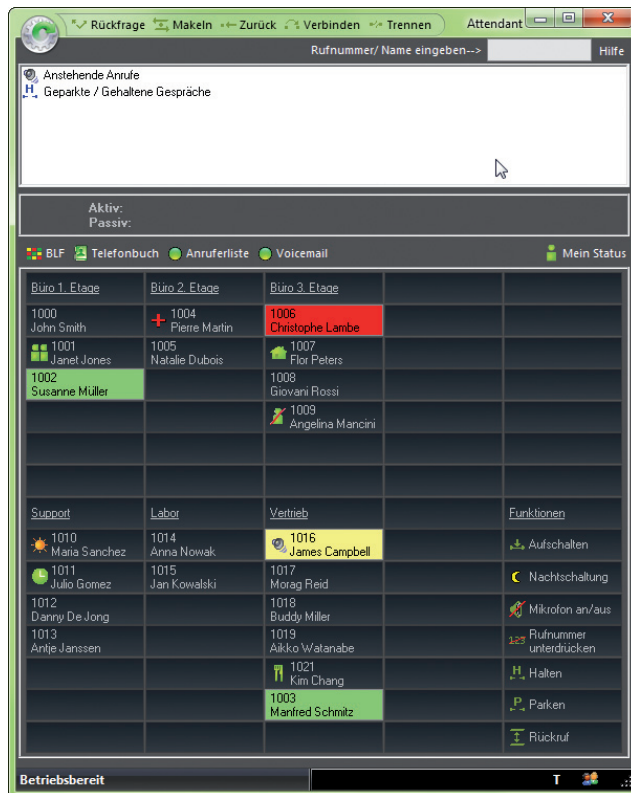 Rückfrage Makeln Zurück Verbinden Trennen Attendant
Rufnummer/ Name eingeben--> Hilfe
Anstehende Anrufe
H Geparkte / Gehaltene Gespräche
Aktiv:
Passiv:
BLF Telefonbuch Anruferliste Voicemail Mein Status
Büro 1. Etage Büro 2. Etage Büro 3. Etage
1000 1004 1006
John Smith Pierre Martin Christophe Lambe
1001 1005 1007
Janet Jones Natalie Dubois Flor Peters
1002 1008
Susanne Müller Giovani Rossi
1009
Angelina Mancini
Support Labor Vertrieb Funktionen
1010 1014 1016 Aufschalten
Maria Sanchez Anna Nowak James Campbell
1011 1015 1017 Nachtschaltung
Julio Gomez Jan Kowalski Morag Reid
1012 1018 Mikrofon an/aus
Danny De Jong Buddy Miller
1013 1019 123 Rufnummer
Antje Janssen Aikko Watanabe unterdrücken
1021 H Halten
Kim Chang
1003 P Parken
Manfred Schmitz
Rückruf
Betriebsbereit T